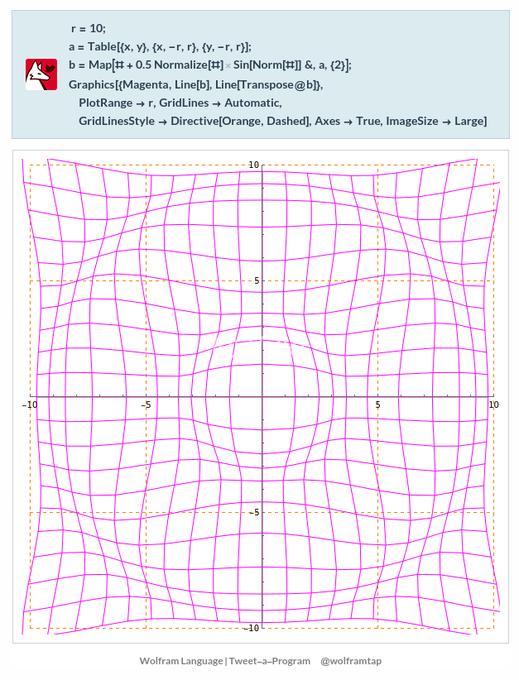 r = 10;
a = Table[{x, y}, {x, −r, r}, {y, −r, r}];
b = Map[# + 0.5 Normalize[#] × Sin[Norm[#]] &, a, {2}];
Graphics[{Magenta, Line[b], Line[Transpose@b]},
PlotRange → r, GridLines → Automatic,
GridLinesStyle → Directive[Orange, Dashed], Axes → True, ImageSize → Large]
10
5
−10 −5 5 10
−5
−10
Wolfram Language | Tweet–a–Program @wolframtap